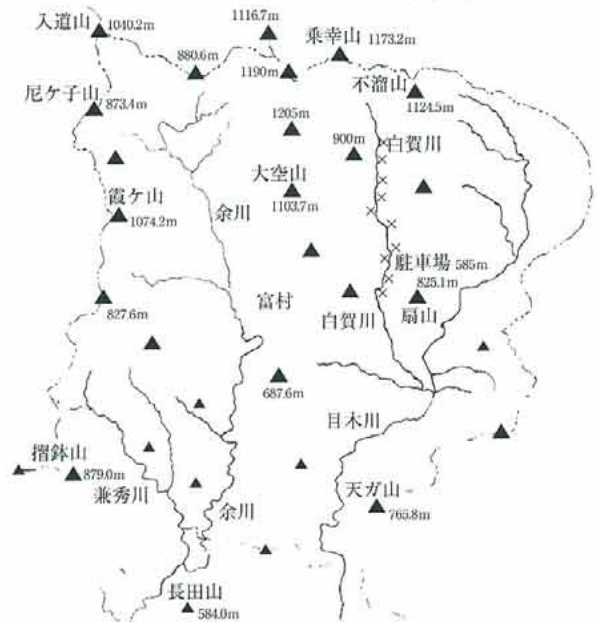 1116.7m
入道山
1040.2m
乗幸山 1173.2m
880.6m
1190m
不溜山
1124.5m
尼ケ子山
873.4m
1205m
900m
白賀川
大空山
1103.7m
霞ケ山
1074.2m
余川
駐車場 585m
825.1m
扇山
827.6m
富村
白賀川
687.6m
目木川
摺鉢山
879.0m
兼秀川
余川
天ガ山
765.8m
長田山
584.0m